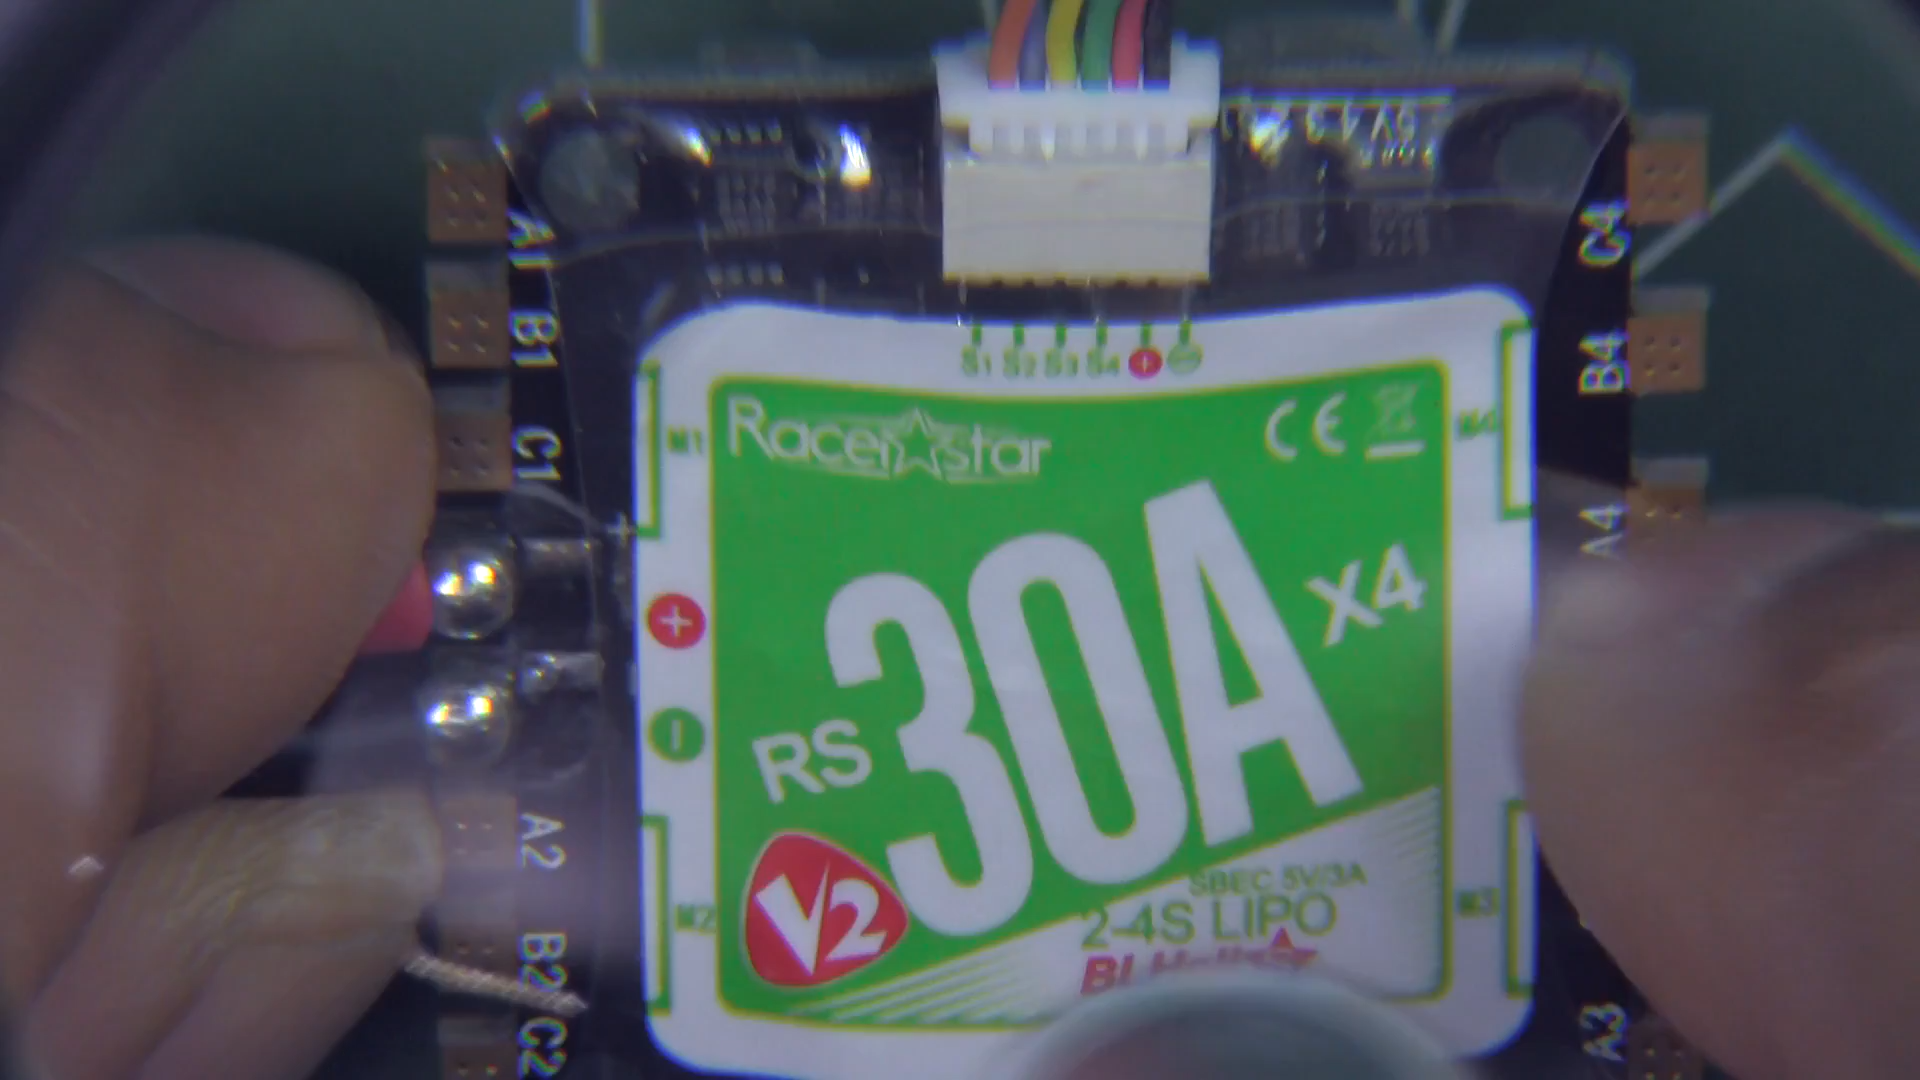 A1
B1
C1
A2
B2
C2
C4
B4
A4
A3
S1 S2 S3 S4 + -
Racerstar
CE
M1
M4
RS 30A X4
+
-
V2
SBEC 5V/3A
2-4S LIPO
M2
M3